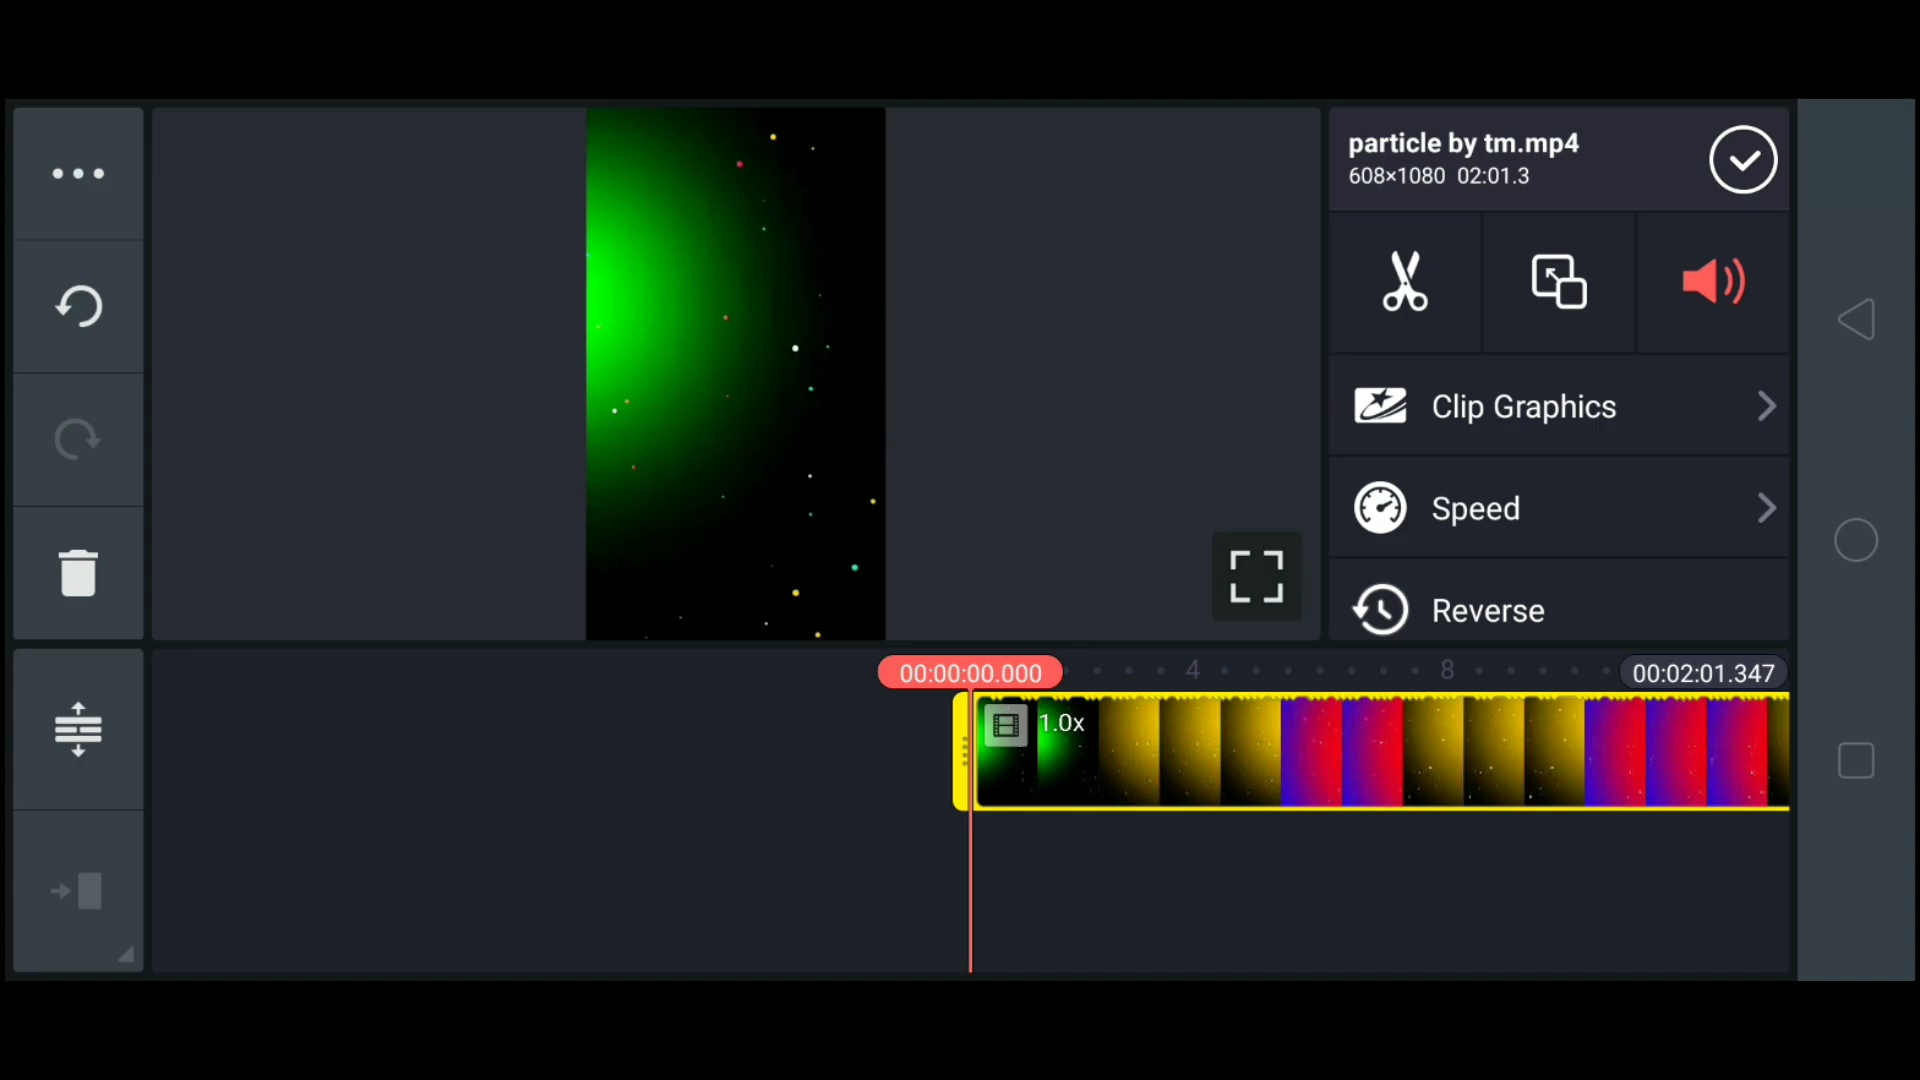 particle by tm.mp4
608×1080 02:01.3
Clip Graphics
Speed
Reverse
00:00:00.000
4
8
00:02:01.347
1.0x